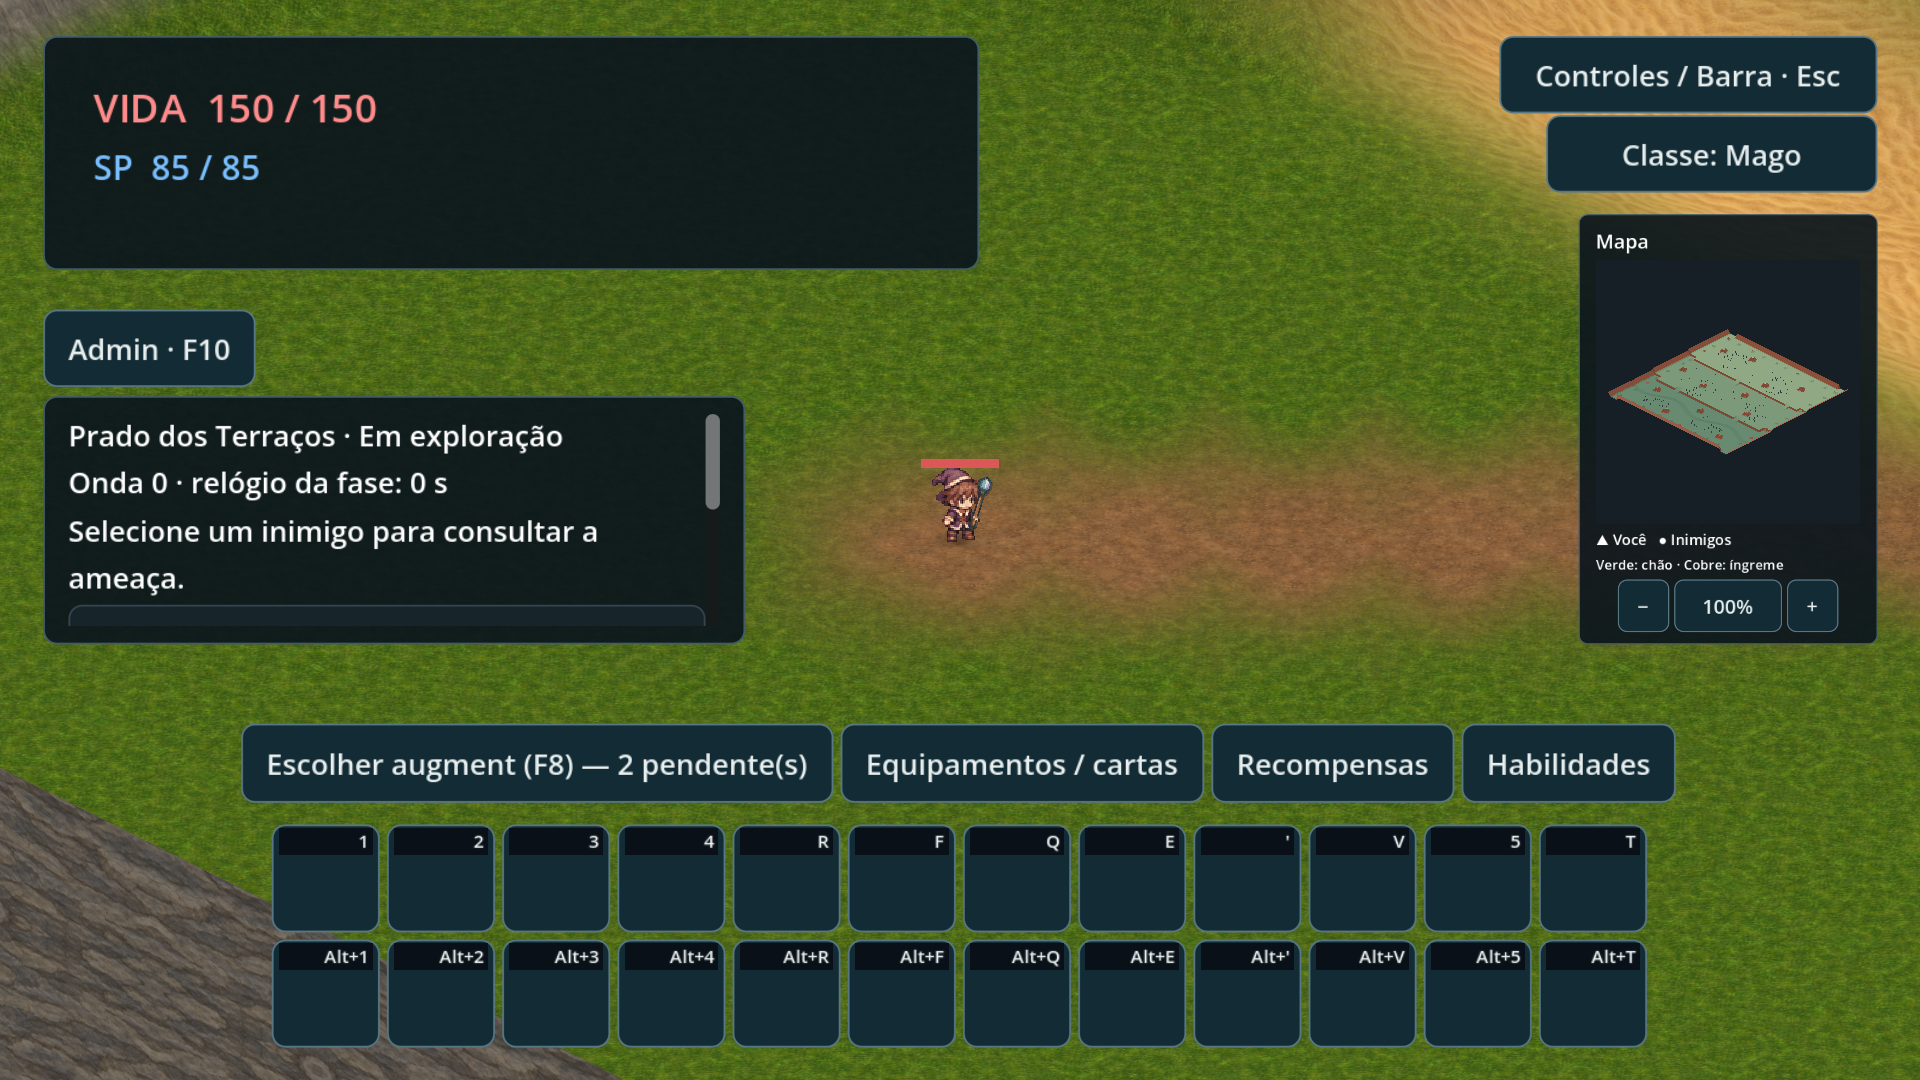 VIDA 150 / 150
SP 85 / 85
Controles / Barra · Esc
Classe: Mago
Mapa
Admin · F10
Prado dos Terraços · Em exploração
Onda 0 · relógio da fase: 0 s
Selecione um inimigo para consultar a
ameaça.
▲ Você ● Inimigos
Verde: chão · Cobre: íngreme
− 100% +
Escolher augment (F8) — 2 pendente(s)
Equipamentos / cartas
Recompensas
Habilidades
1 2 3 4 R F Q E ' V 5 T
Alt+1 Alt+2 Alt+3 Alt+4 Alt+R Alt+F Alt+Q Alt+E Alt+' Alt+V Alt+5 Alt+T